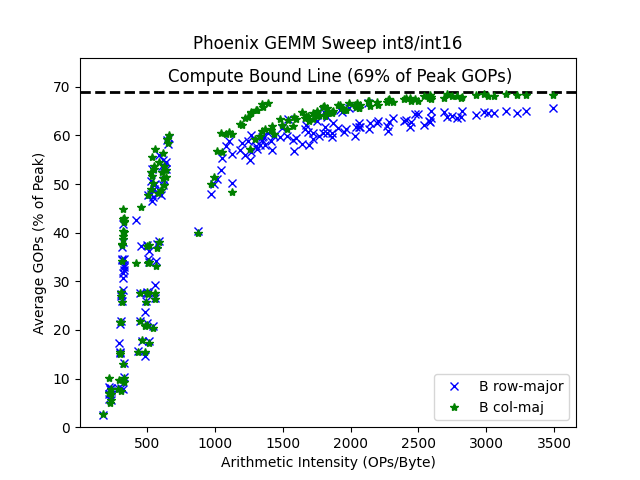 Phoenix GEMM Sweep int8/int16
Compute Bound Line (69% of Peak GOPs)
70
60
50
40
30
20
10
0
Average GOPs (% of Peak)
B row-major
B col-maj
500
1000
1500
2000
2500
3000
3500
Arithmetic Intensity (OPs/Byte)